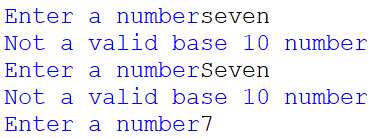 Enter a numberseven
Not a valid base 10 number
Enter a numberSeven
Not a valid base 10 number
Enter a number7